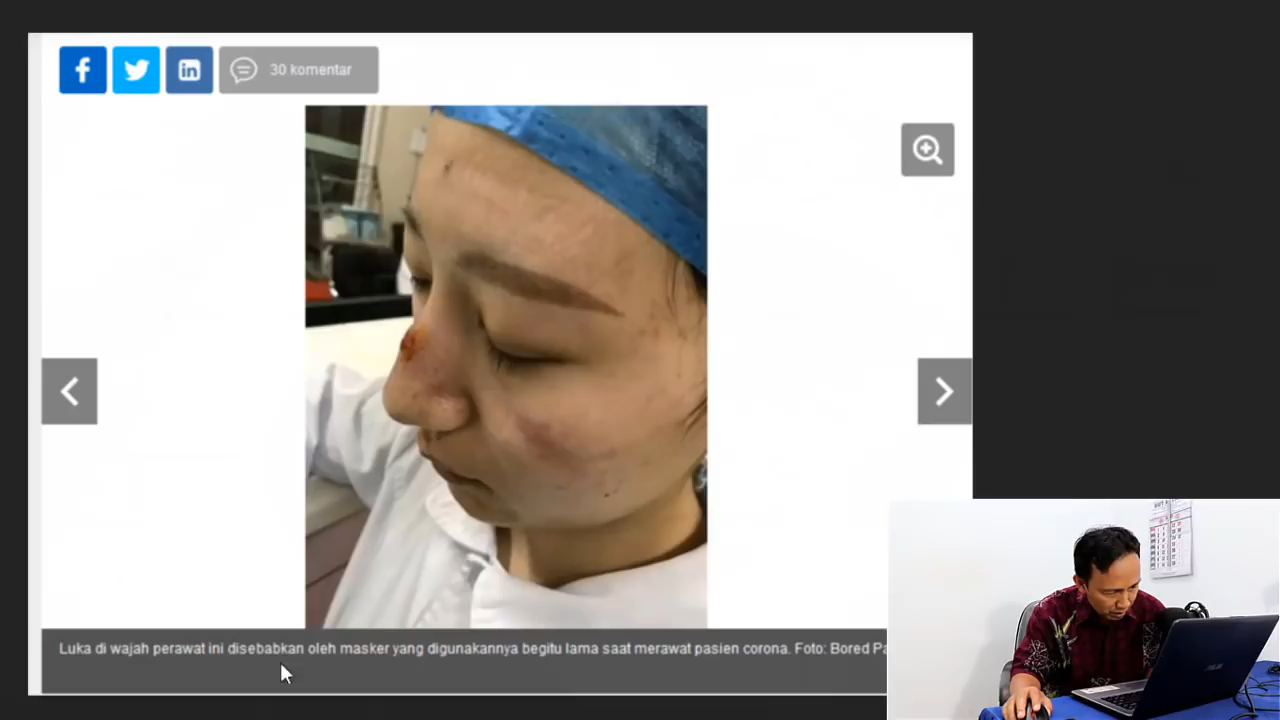 30 komentar
Luka di wajah perawat ini disebabkan oleh masker yang digunakannya begitu lama saat merawat pasien corona. Foto: Bored